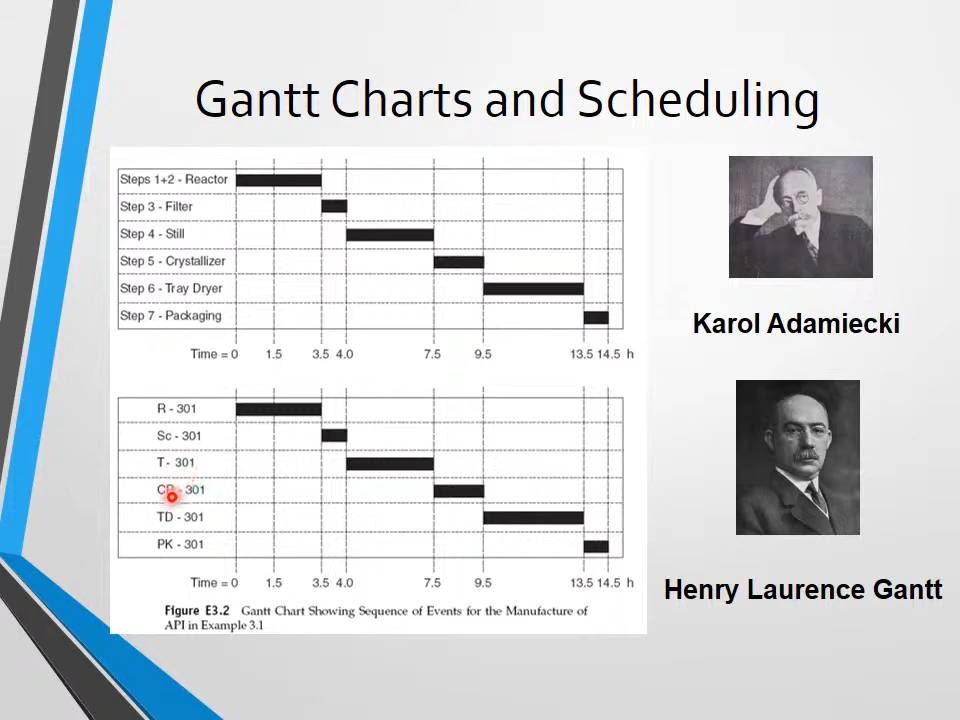 Gantt Charts and Scheduling
Steps 1+2 - Reactor
Step 3 - Filter
Step 4 - Still
Step 5 - Crystallizer
Step 6 - Tray Dryer
Step 7 - Packaging
Time = 0 1.5 3.5 4.0 7.5 9.5 13.5 14.5 h
R - 301
Sc - 301
T - 301
CR - 301
TD - 301
PK - 301
Time = 0 1.5 3.5 4.0 7.5 9.5 13.5 14.5 h
Figure E3.2 Gantt Chart Showing Sequence of Events for the Manufacture of
API in Example 3.1
Karol Adamiecki
Henry Laurence Gantt